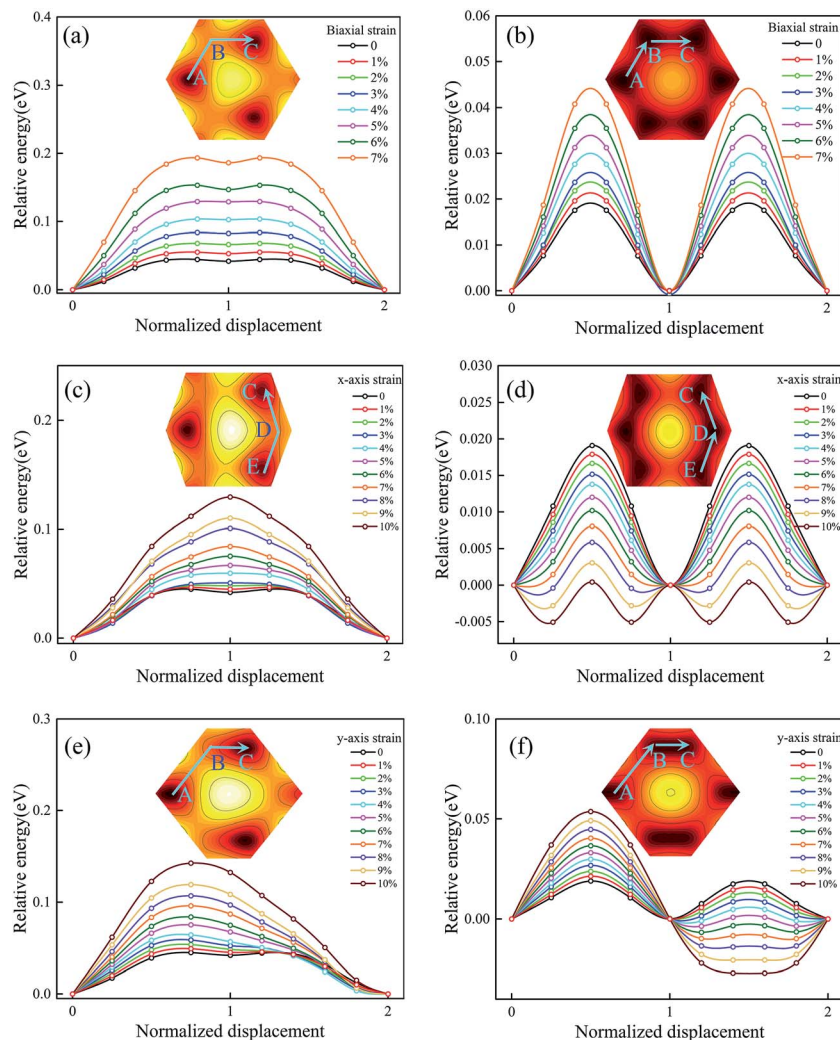 (a)
Biaxial strain
0
1%
2%
3%
4%
5%
6%
7%
A
B
C
Relative energy(eV)
0.4
0.3
0.2
0.1
0.0
0
1
2
Normalized displacement
(b)
Biaxial strain
0
1%
2%
3%
4%
5%
6%
7%
A
B
C
Relative energy(eV)
0.06
0.05
0.04
0.03
0.02
0.01
0.00
0
1
2
Normalized displacement
(c)
x-axis strain
0
1%
2%
3%
4%
5%
6%
7%
8%
9%
10%
C
D
E
Relative energy(eV)
0.2
0.1
0.0
0
1
2
Normalized displacement
(d)
x-axis strain
0
1%
2%
3%
4%
5%
6%
7%
8%
9%
10%
C
D
E
Relative energy(eV)
0.030
0.025
0.020
0.015
0.010
0.005
0.000
-0.005
0
1
2
Normalized displacement
(e)
y-axis strain
0
1%
2%
3%
4%
5%
6%
7%
8%
9%
10%
A
B
C
Relative energy(eV)
0.3
0.2
0.1
0.0
0
1
2
Normalized displacement
(f)
y-axis strain
0
1%
2%
3%
4%
5%
6%
7%
8%
9%
10%
A
B
C
Relative energy(eV)
0.10
0.05
0.00
0
1
2
Normalized displacement